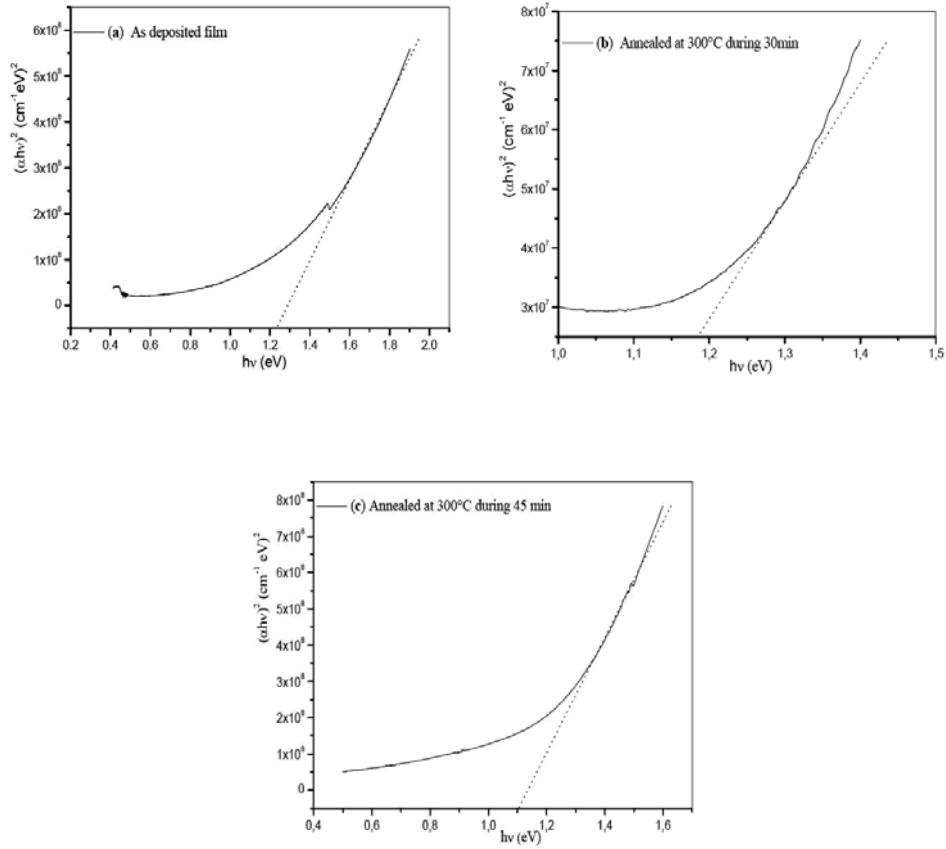 (a) As deposited film
6x10⁸
5x10⁸
4x10⁸
3x10⁸
2x10⁸
1x10⁸
0
(αhν)² (cm⁻¹ eV)²
0.2 0.4 0.6 0.8 1.0 1.2 1.4 1.6 1.8 2.0
hν (eV)
(b) Annealed at 300°C during 30min
8x10⁷
7x10⁷
6x10⁷
5x10⁷
4x10⁷
3x10⁷
(αhν)² (cm⁻¹ eV)²
1,0 1,1 1,2 1,3 1,4 1,5
hν (eV)
(c) Annealed at 300°C during 45 min
8x10⁸
7x10⁸
6x10⁸
5x10⁸
4x10⁸
3x10⁸
2x10⁸
1x10⁸
0
(αhν)² (cm⁻¹ eV)²
0,4 0,6 0,8 1,0 1,2 1,4 1,6
hν (eV)